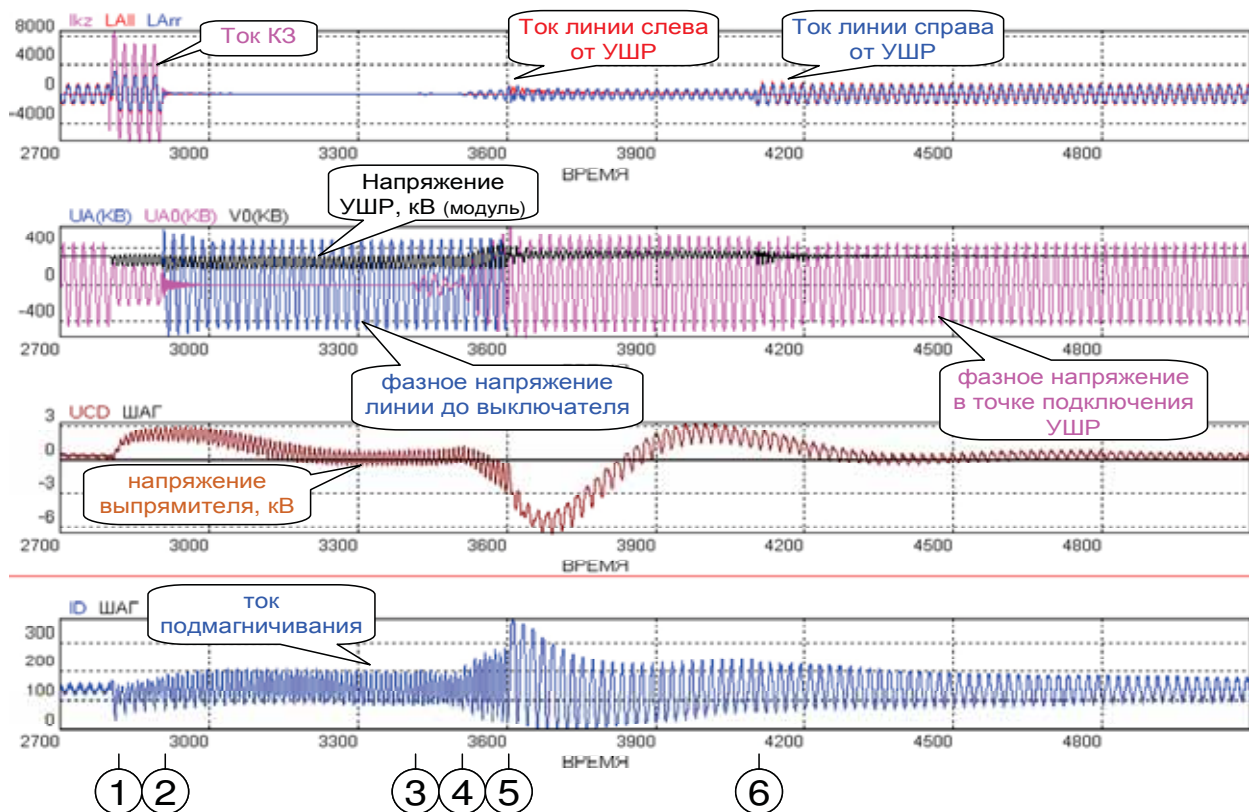 Ikz LAll LArr
8000
4000
0
-4000
Ток КЗ
Ток линии слева
от УШР
Ток линии справа
от УШР
2700 3000 3300 3600 3900 4200 4500 4800
ВРЕМЯ
Напряжение
УШР, кВ (модуль)
UA(КВ) UA0(КВ) V0(КВ)
400
0
-400
2700 3000 3300 3600 3900 4200 4500 4800
фазное напряжение
линии до выключателя
фазное напряжение
в точке подключения
УШР
UCD ШАГ
3
0
-3
-6
напряжение
выпрямителя, кВ
2700 3000 3300 3600 3900 4200 4500 4800
ВРЕМЯ
ID ШАГ
ток
подмагничивания
300
200
100
0
2700 3000 3300 3600 3900 4200 4500 4800
ВРЕМЯ
1 2 3 4 5 6